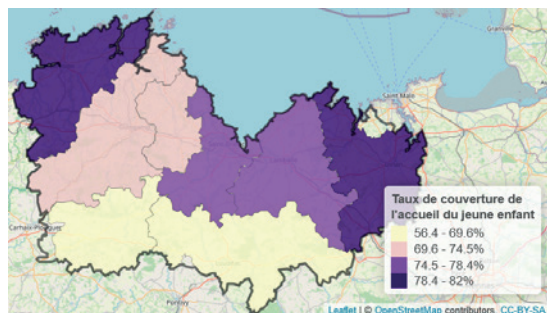 Granville
Saint-Malo
Carhaix-Plouguer
Pontivy
Taux de couverture de
l'accueil du jeune enfant
56.4 - 69.6%
69.6 - 74.5%
74.5 - 78.4%
78.4 - 82%
Leaflet | © OpenStreetMap contributors, CC-BY-SA